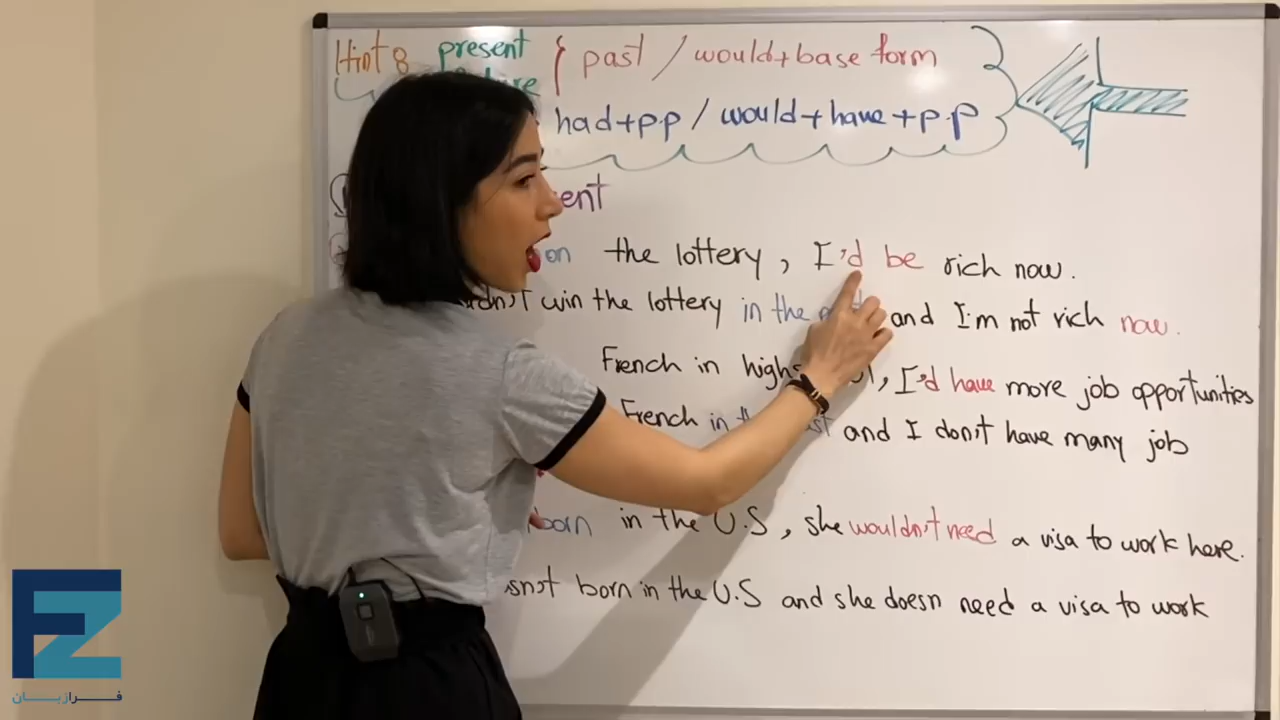 Hint 8 present { past / would+base form
had+p.p / would+have+p.p
on the lottery, I'd be rich now.
win the lottery in the and I'm not rich now.
French in high, I'd have more job opportunities
French in and I don't have many job
born in the U.S, she wouldn't need a visa to work here.
born in the U.S and she doesn need a visa to work
FZ
فرازبان